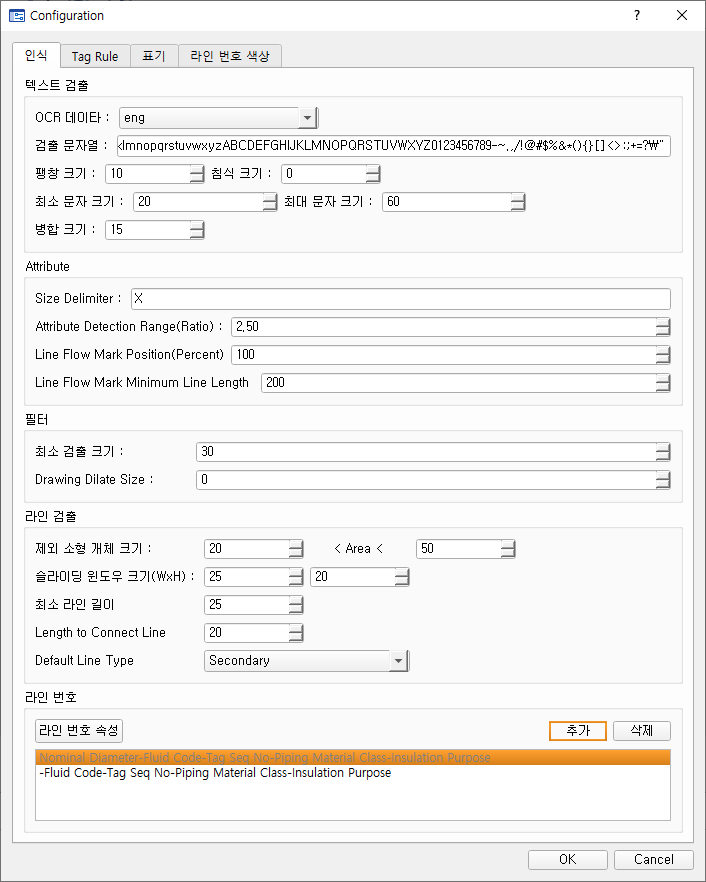 Configuration ?
인식 Tag Rule 표기 라인 번호 색상
텍스트 검출
OCR 데이타 : eng
검출 문자열 : klmnopqrstuvwxyzABCDEFGHIJKLMNOPQRSTUVWXYZ0123456789-~.,/!@#$%&*(){}[]<>:;+=?₩"
팽창 크기 : 10 침식 크기 : 0
최소 문자 크기 : 20 최대 문자 크기 : 60
병합 크기 : 15
Attribute
Size Delimiter : X
Attribute Detection Range(Ratio) : 2.50
Line Flow Mark Position(Percent) 100
Line Flow Mark Minimum Line Length 200
필터
최소 검출 크기 : 30
Drawing Dilate Size : 0
라인 검출
제외 소형 개체 크기 : 20 < Area < 50
슬라이딩 윈도우 크기(WxH) : 25 20
최소 라인 길이 25
Length to Connect Line 20
Default Line Type Secondary
라인 번호
라인 번호 속성 추가 삭제
Nominal Diameter-Fluid Code-Tag Seq No-Piping Material Class-Insulation Purpose
-Fluid Code-Tag Seq No-Piping Material Class-Insulation Purpose
OK Cancel